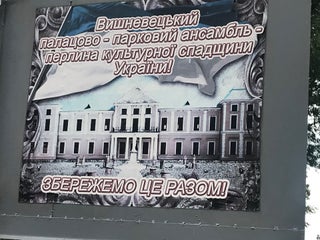 Вишневецький
палацово - парковий ансамбль -
перлина культурної спадщини
України!
ЗБЕРЕЖЕМО ЦЕ РАЗОМ!